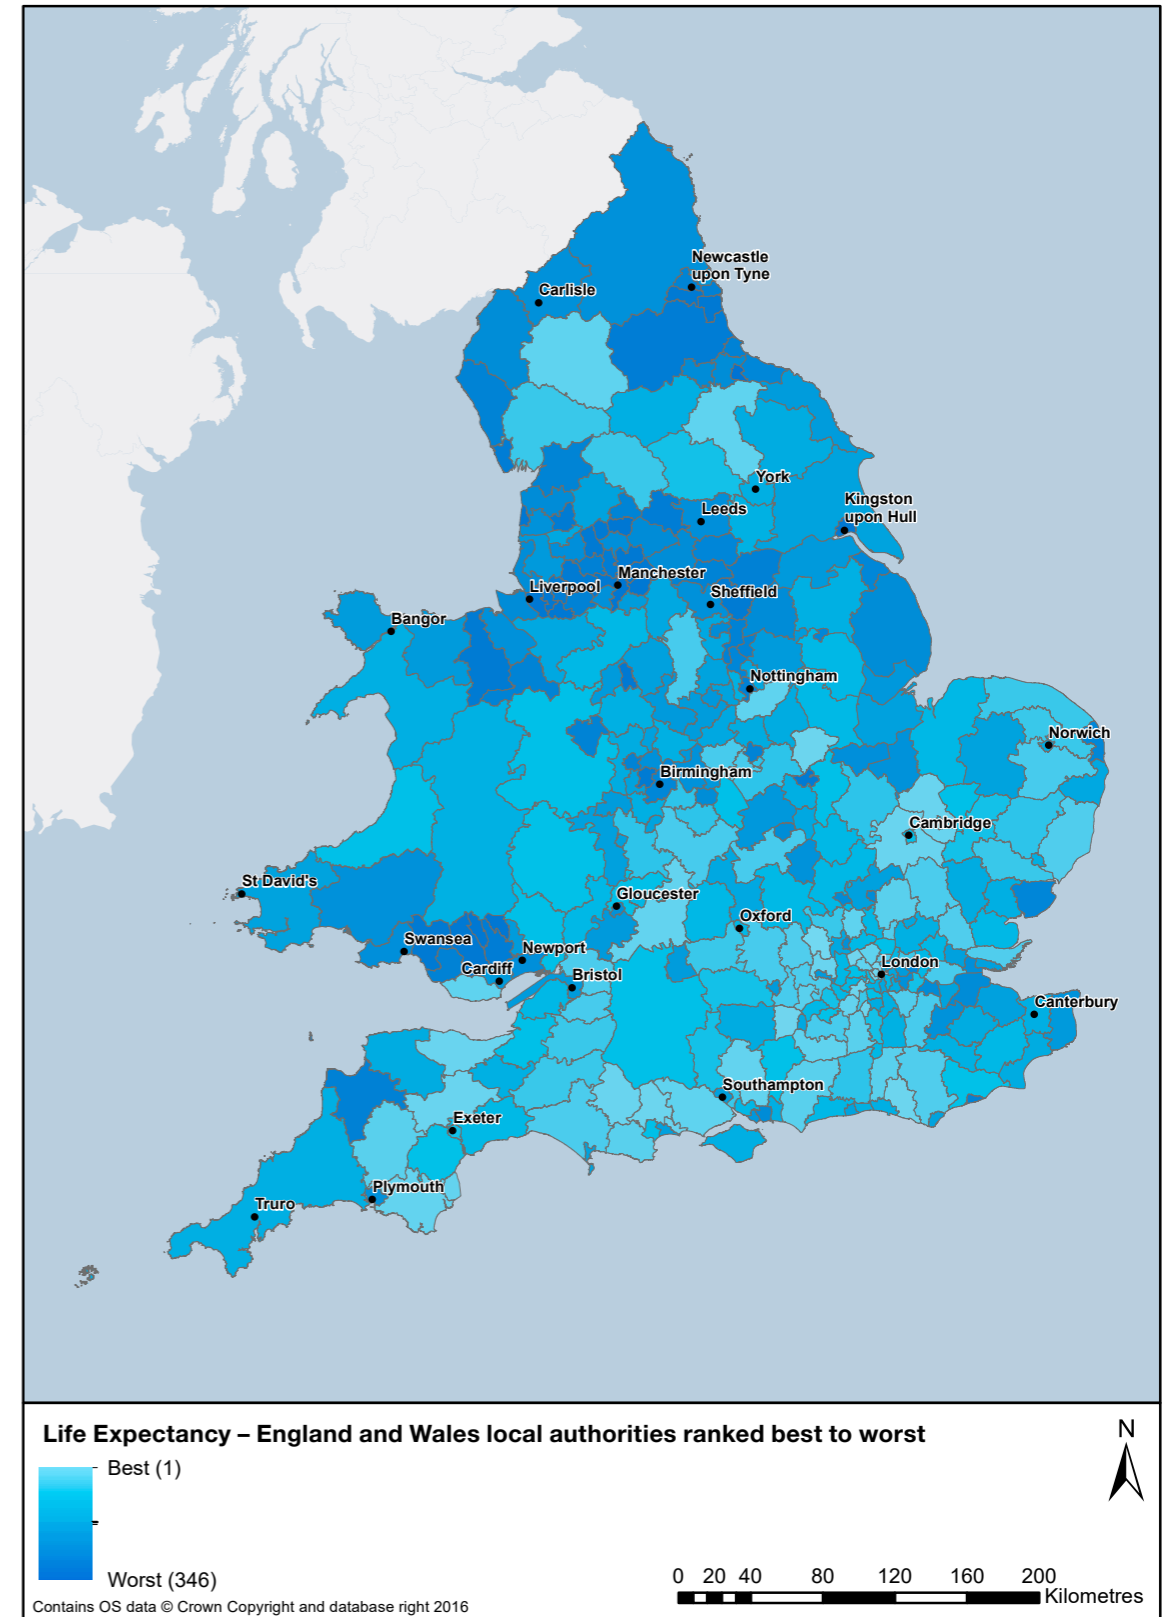 Newcastle
upon Tyne
Carlisle
York
Kingston
upon Hull
Leeds
Manchester
Liverpool
Sheffield
Bangor
Nottingham
Norwich
Birmingham
Cambridge
St David's
Gloucester
Oxford
Swansea
Newport
London
Cardiff
Bristol
Canterbury
Southampton
Exeter
Plymouth
Truro
Life Expectancy – England and Wales local authorities ranked best to worst
N
Best (1)
Worst (346)
0 20 40 80 120 160 200
Kilometres
Contains OS data © Crown Copyright and database right 2016